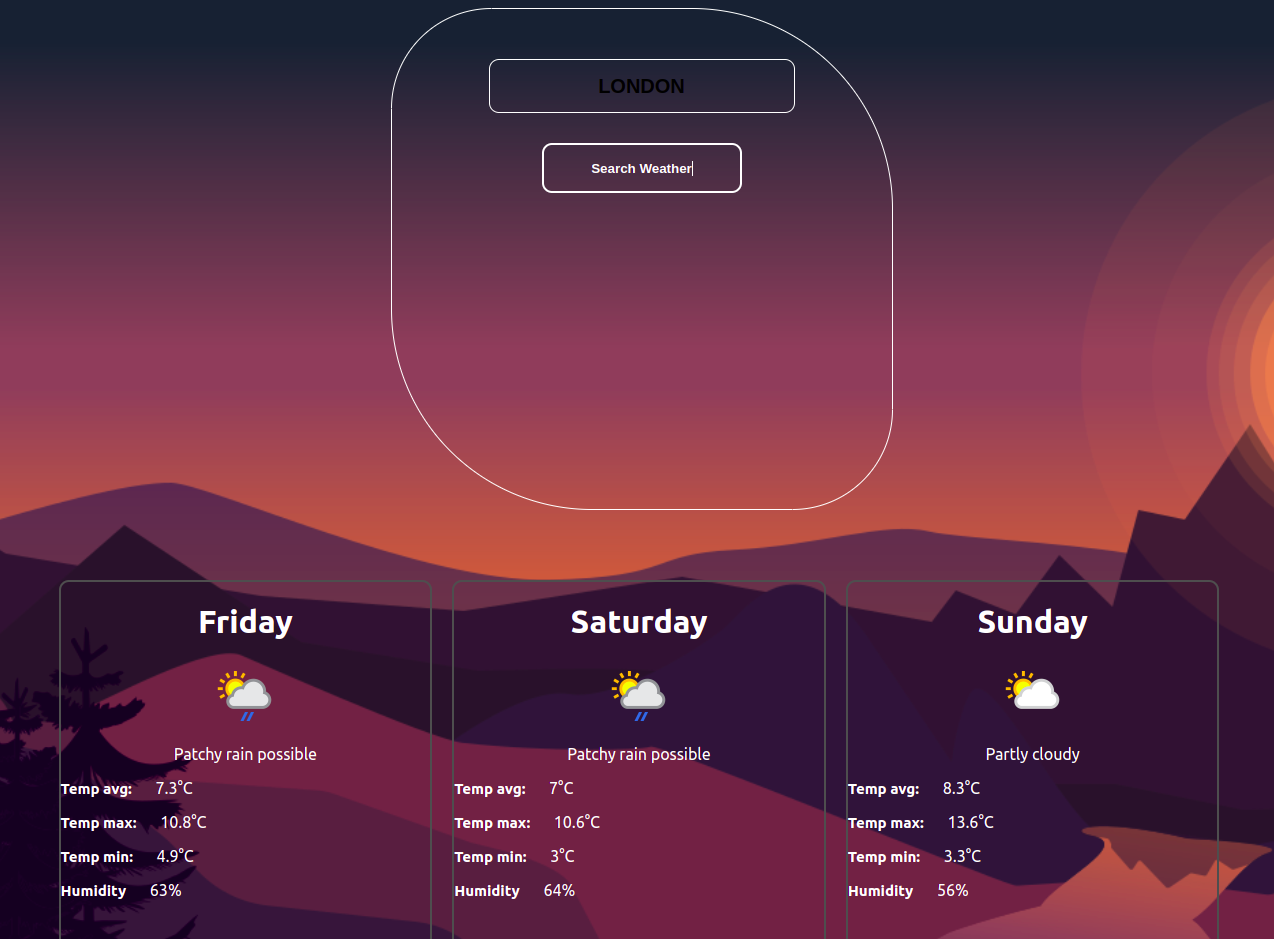 LONDON
Search Weather
Friday
Patchy rain possible
Temp avg: 7.3°C
Temp max: 10.8°C
Temp min: 4.9°C
Humidity 63%
Saturday
Patchy rain possible
Temp avg: 7°C
Temp max: 10.6°C
Temp min: 3°C
Humidity 64%
Sunday
Partly cloudy
Temp avg: 8.3°C
Temp max: 13.6°C
Temp min: 3.3°C
Humidity 56%